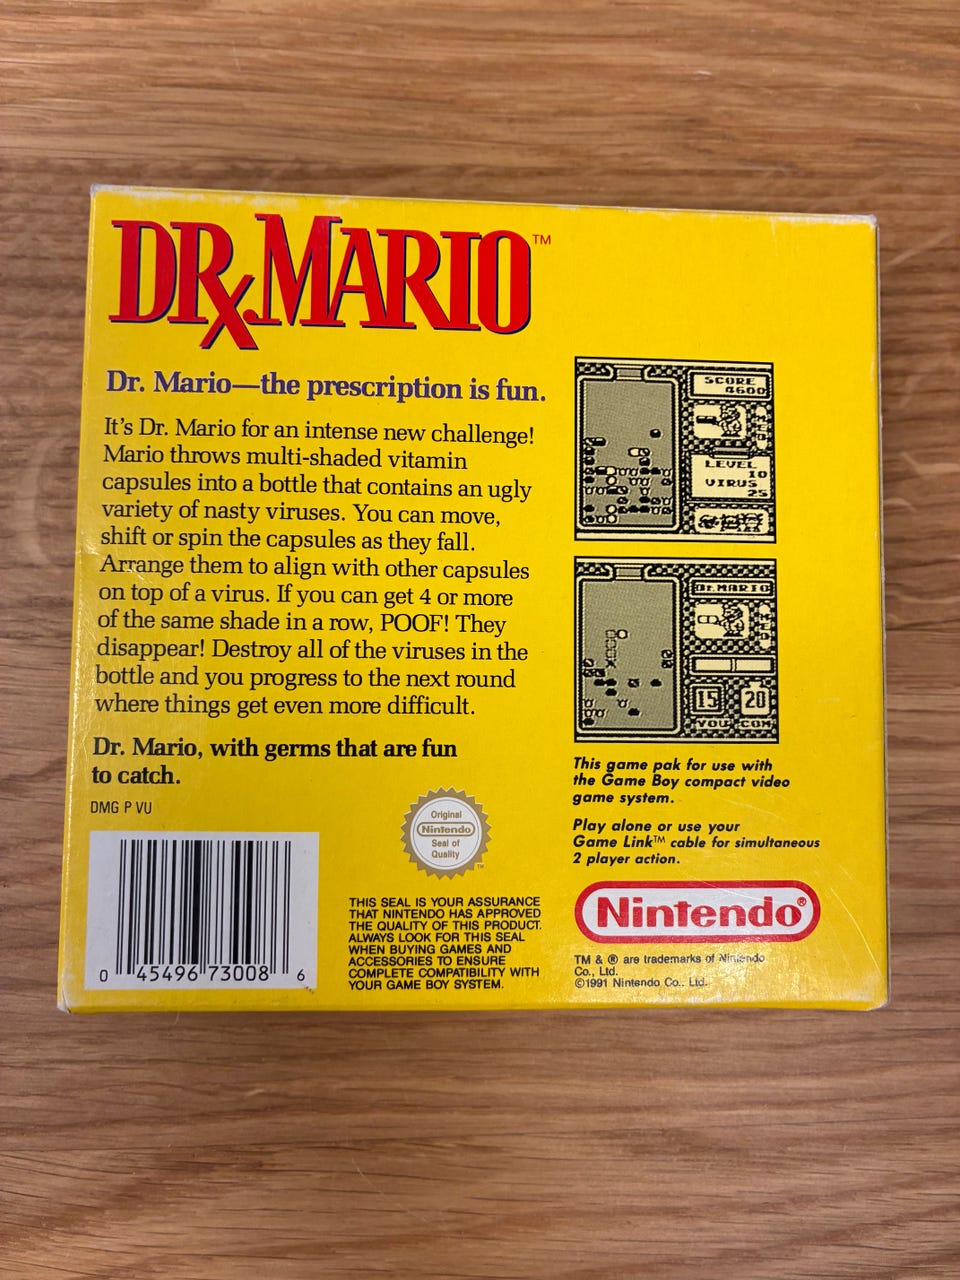 DRx.MARIO™
Dr. Mario—the prescription is fun.
It's Dr. Mario for an intense new challenge!
Mario throws multi-shaded vitamin
capsules into a bottle that contains an ugly
variety of nasty viruses. You can move,
shift or spin the capsules as they fall.
Arrange them to align with other capsules
on top of a virus. If you can get 4 or more
of the same shade in a row, POOF! They
disappear! Destroy all of the viruses in the
bottle and you progress to the next round
where things get even more difficult.
Dr. Mario, with germs that are fun
to catch.
DMG P VU
0 45496 73008 6
Original
Nintendo
Seal of
Quality
™
THIS SEAL IS YOUR ASSURANCE
THAT NINTENDO HAS APPROVED
THE QUALITY OF THIS PRODUCT.
ALWAYS LOOK FOR THIS SEAL
WHEN BUYING GAMES AND
ACCESSORIES TO ENSURE
COMPLETE COMPATIBILITY WITH
YOUR GAME BOY SYSTEM.
SCORE
4600
LEVEL
10
VIRUS
25
Dr.MARIO
15 20
YOU COM
This game pak for use with
the Game Boy compact video
game system.
Play alone or use your
Game Link™ cable for simultaneous
2 player action.
Nintendo®
TM & ® are trademarks of Nintendo
Co., Ltd.
©1991 Nintendo Co., Ltd.